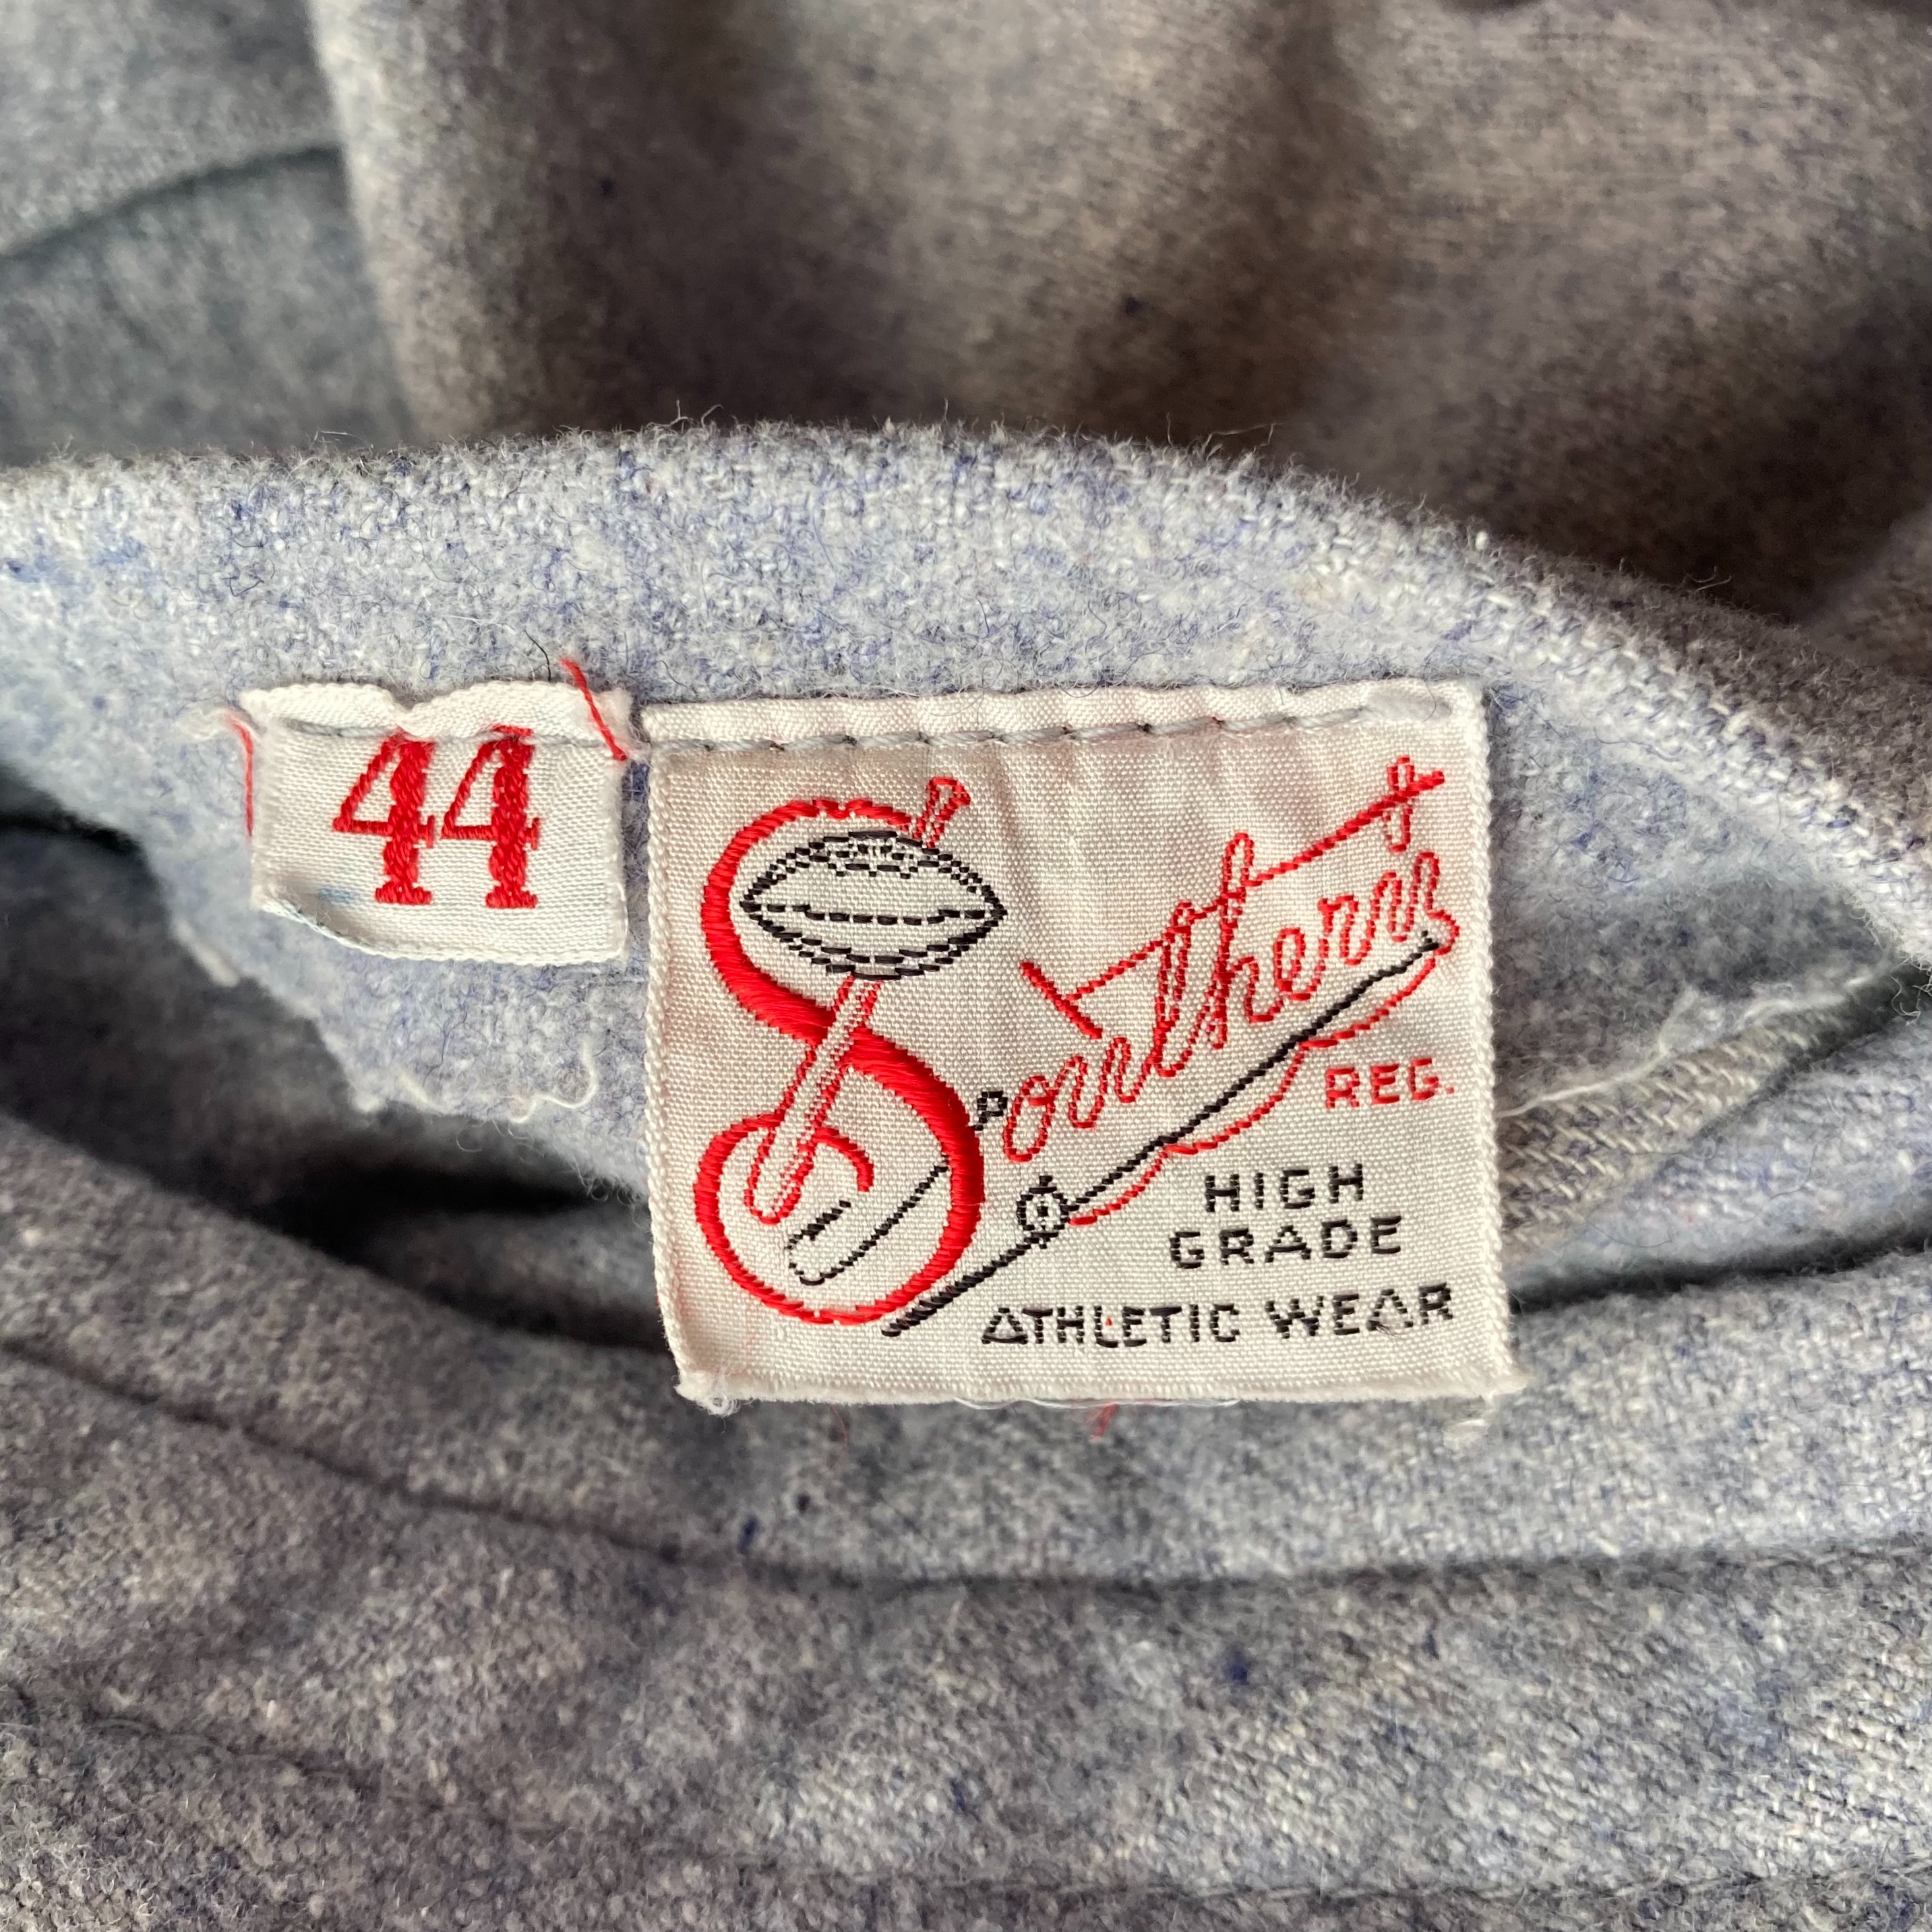 44
Southern
REG.
HIGH
GRADE
ATHLETIC WEAR